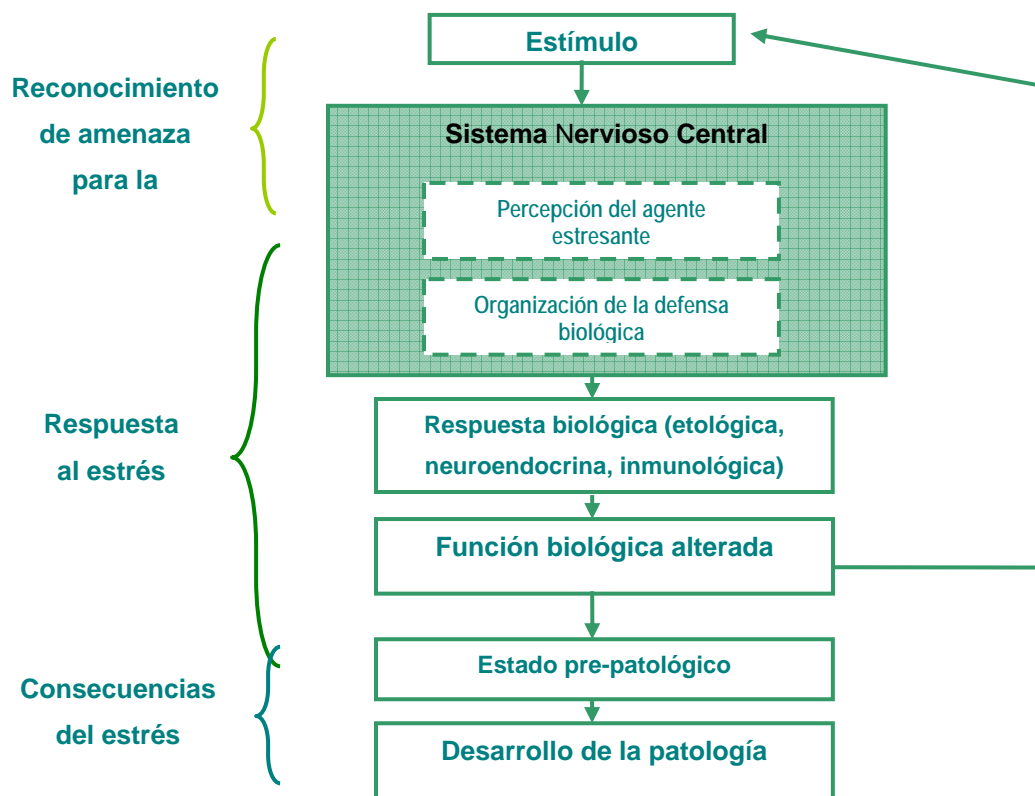 Estímulo
Reconocimiento
de amenaza
para la
Sistema Nervioso Central
Percepción del agente
estresante
Organización de la defensa
biológica
Respuesta
al estrés
Respuesta biológica (etológica,
neuroendocrina, inmunológica)
Función biológica alterada
Estado pre-patológico
Consecuencias
del estrés
Desarrollo de la patología